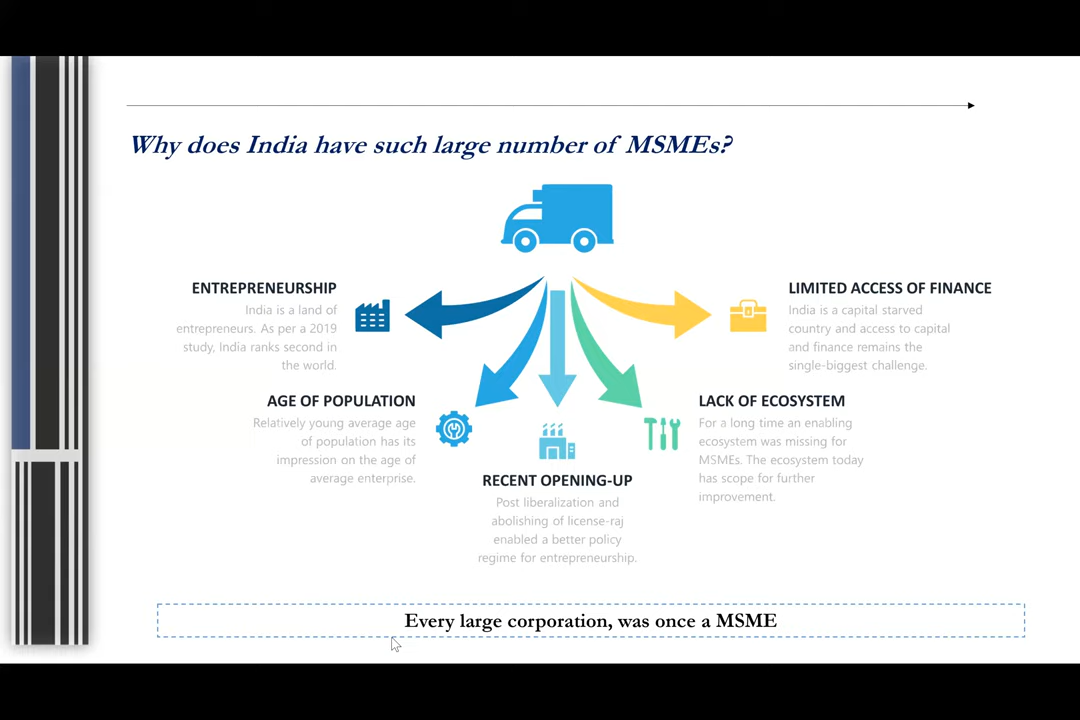 Why does India have such large number of MSMEs?
ENTREPRENEURSHIP
India is a land of
entrepreneurs. As per a 2019
study, India ranks second in
the world.
AGE OF POPULATION
Relatively young average age
of population has its
impression on the age of
average enterprise.
RECENT OPENING-UP
Post liberalization and
abolishing of license-raj
enabled a better policy
regime for entrepreneurship.
LACK OF ECOSYSTEM
For a long time an enabling
ecosystem was missing for
MSMEs. The ecosystem today
has scope for further
improvement.
LIMITED ACCESS OF FINANCE
India is a capital starved
country and access to capital
and finance remains the
single-biggest challenge.
Every large corporation, was once a MSME